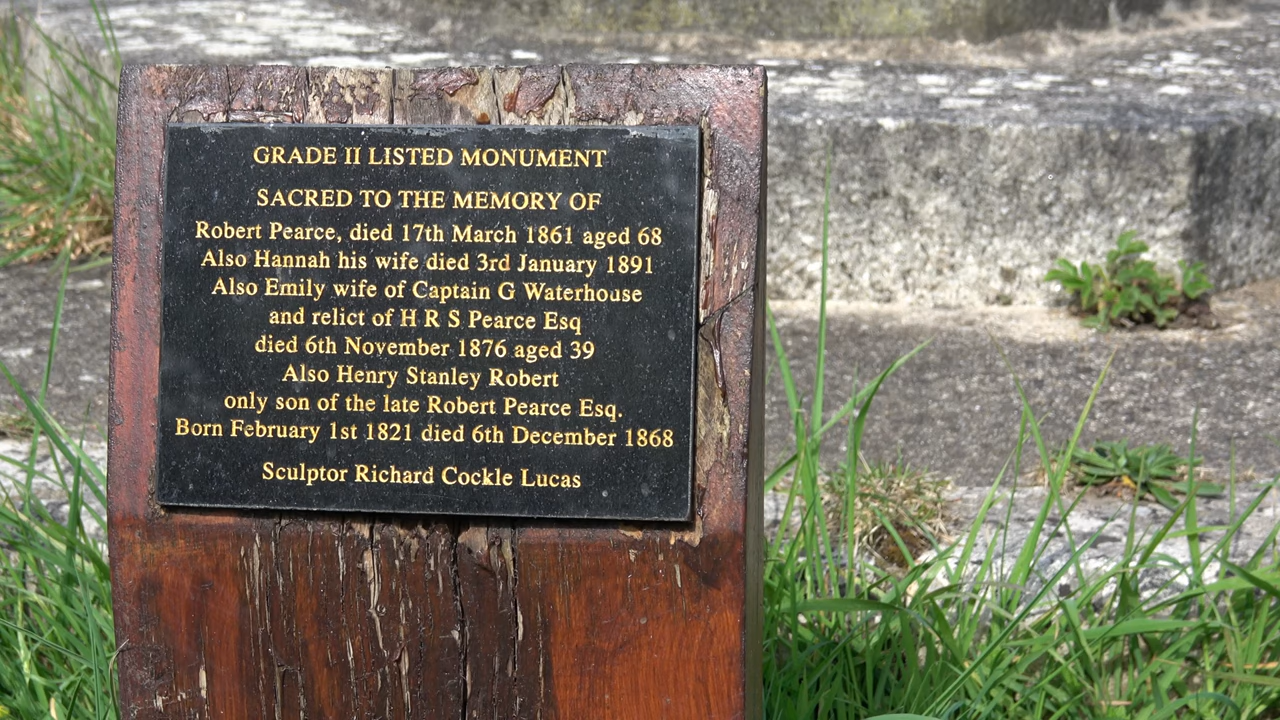 GRADE II LISTED MONUMENT
SACRED TO THE MEMORY OF
Robert Pearce, died 17th March 1861 aged 68
Also Hannah his wife died 3rd January 1891
Also Emily wife of Captain G Waterhouse
and relict of H R S Pearce Esq
died 6th November 1876 aged 39
Also Henry Stanley Robert
only son of the late Robert Pearce Esq.
Born February 1st 1821 died 6th December 1868
Sculptor Richard Cockle Lucas